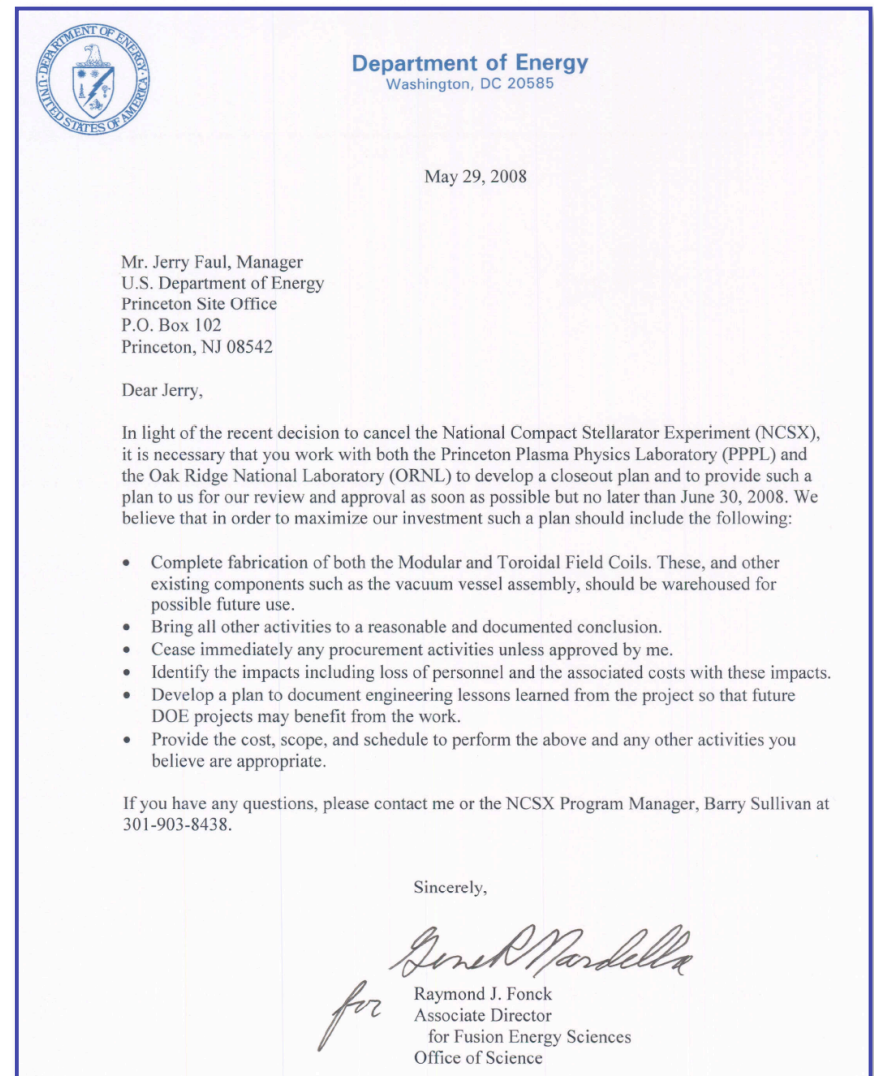 DEPARTMENT OF ENERGY
UNITED STATES OF AMERICA
Department of Energy
Washington, DC 20585
May 29, 2008
Mr. Jerry Faul, Manager
U.S. Department of Energy
Princeton Site Office
P.O. Box 102
Princeton, NJ 08542
Dear Jerry,
In light of the recent decision to cancel the National Compact Stellarator Experiment (NCSX),
it is necessary that you work with both the Princeton Plasma Physics Laboratory (PPPL) and
the Oak Ridge National Laboratory (ORNL) to develop a closeout plan and to provide such a
plan to us for our review and approval as soon as possible but no later than June 30, 2008. We
believe that in order to maximize our investment such a plan should include the following:
• Complete fabrication of both the Modular and Toroidal Field Coils. These, and other
existing components such as the vacuum vessel assembly, should be warehoused for
possible future use.
• Bring all other activities to a reasonable and documented conclusion.
• Cease immediately any procurement activities unless approved by me.
• Identify the impacts including loss of personnel and the associated costs with these impacts.
• Develop a plan to document engineering lessons learned from the project so that future
DOE projects may benefit from the work.
• Provide the cost, scope, and schedule to perform the above and any other activities you
believe are appropriate.
If you have any questions, please contact me or the NCSX Program Manager, Barry Sullivan at
301-903-8438.
Sincerely,
Gene R Nardella
for
Raymond J. Fonck
Associate Director
for Fusion Energy Sciences
Office of Science